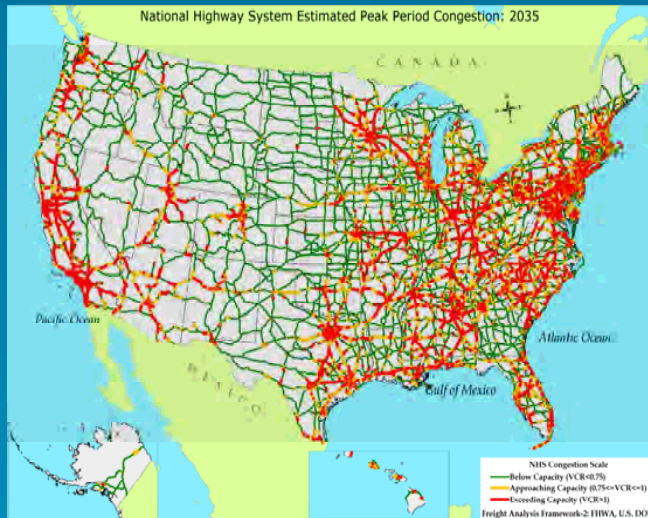 National Highway System Estimated Peak Period Congestion: 2035
CANADA
Pacific Ocean
Atlantic Ocean
MEXICO
Gulf of Mexico
NHS Congestion Scale
Below Capacity (VCR<0.75)
Approaching Capacity (0.75<=VCR<=1)
Exceeding Capacity (VCR>1)
Freight Analysis Framework-2: FHWA, U.S. DO